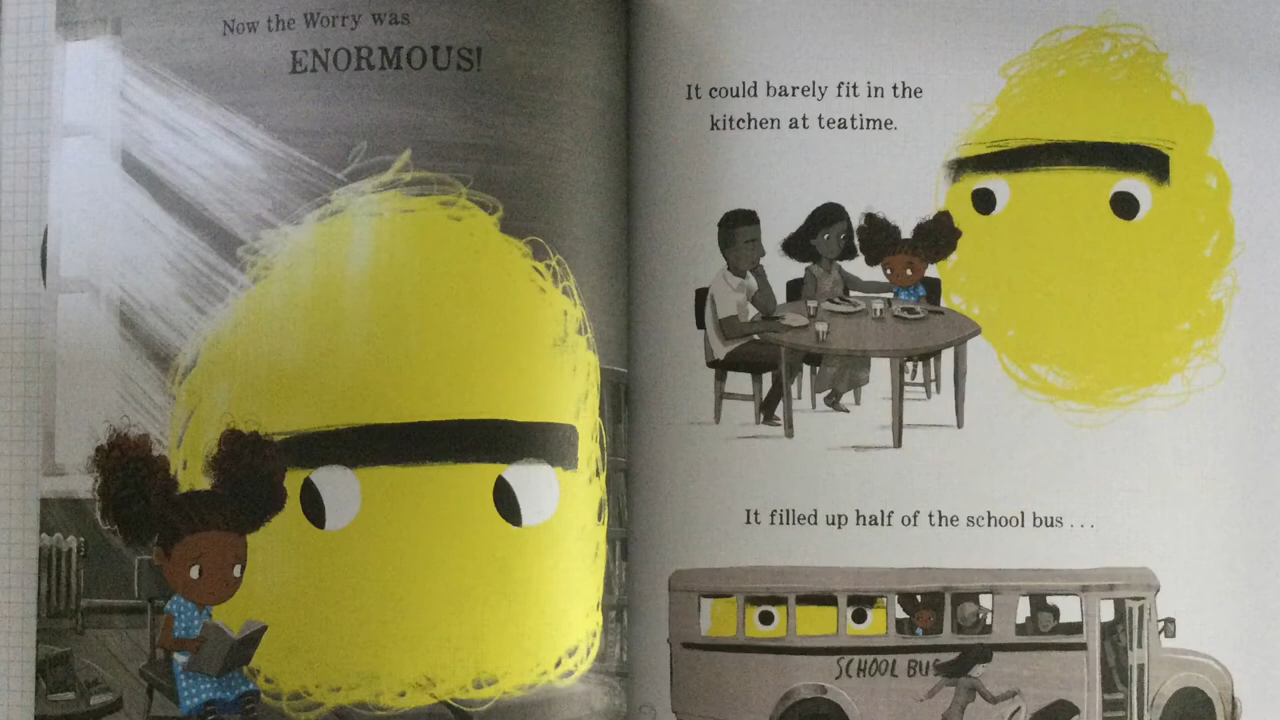 Now the Worry was
ENORMOUS!
It could barely fit in the
kitchen at teatime.
It filled up half of the school bus...
SCHOOL BUS